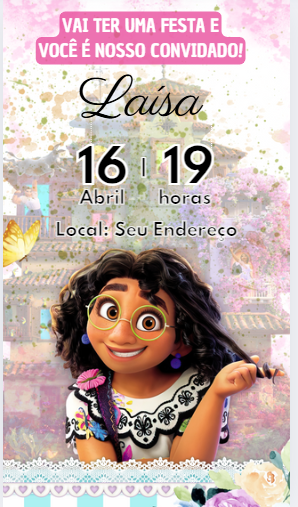 VAI TER UMA FESTA E
VOCÊ É NOSSO CONVIDADO!
Laísa
16 | 19
Abril horas
Local: Seu Endereço